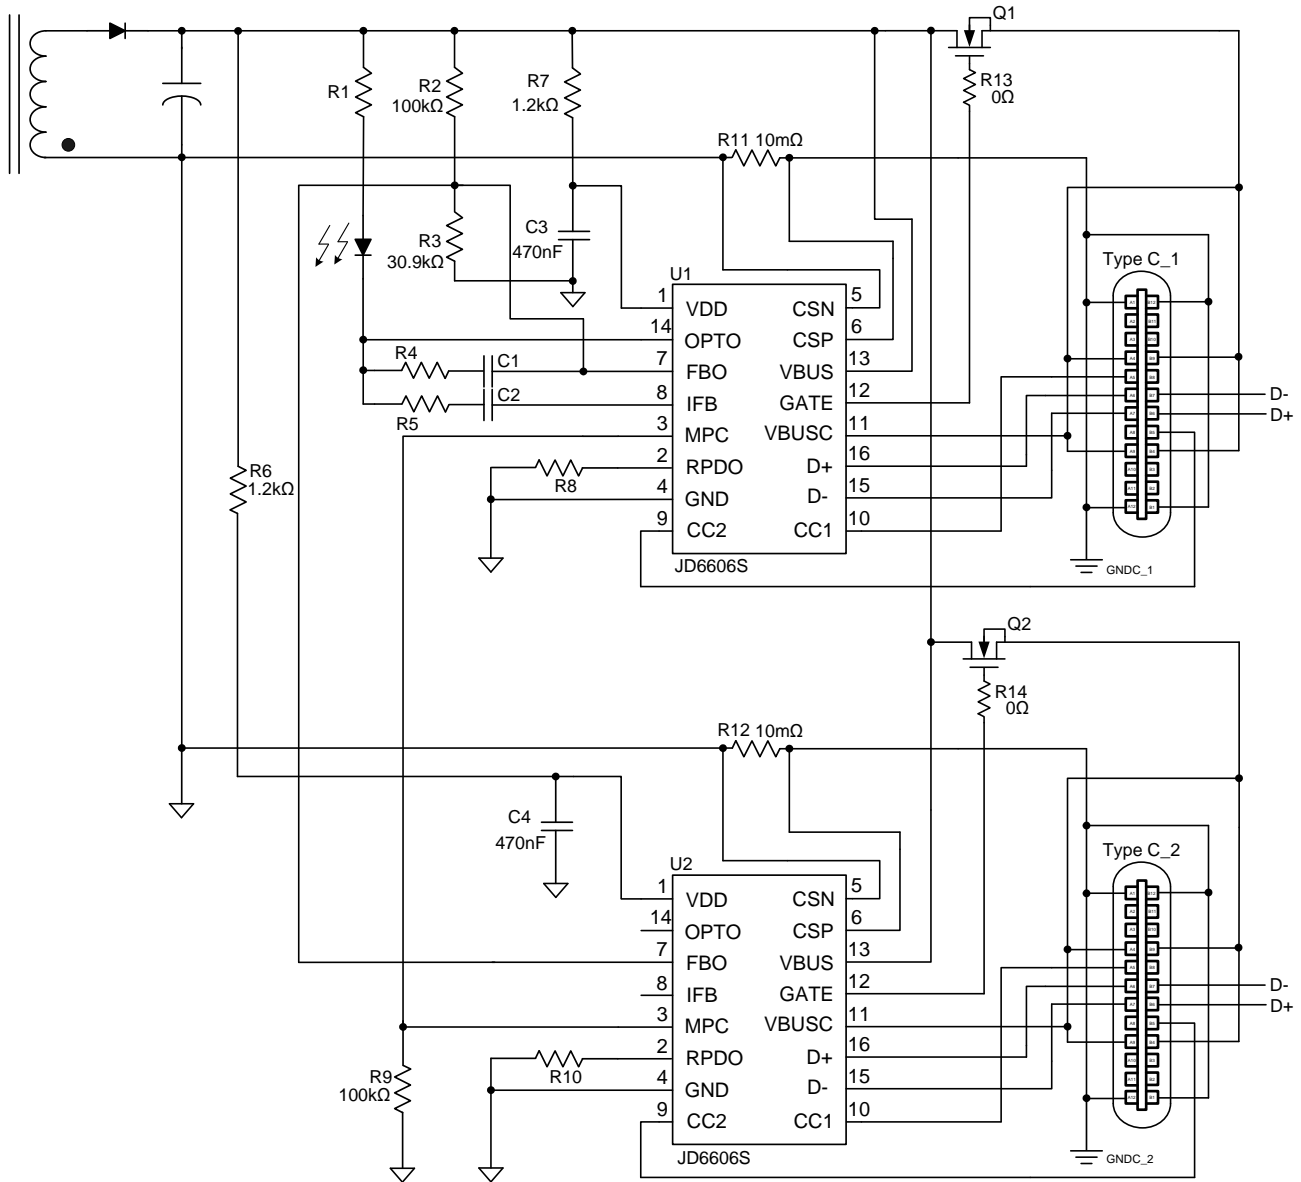 Q1
R1
R2
100kΩ
R7
1.2kΩ
R13
0Ω
R11 10mΩ
R3
30.9kΩ
C3
470nF
Type C_1
U1
1 VDD CSN 5
14 OPTO CSP 6
7 FBO VBUS 13
8 IFB GATE 12
3 MPC VBUSC 11
2 RPDO D+ 16
4 GND D- 15
9 CC2 CC1 10
JD6606S
R4
C1
C2
R5
R8
D-
D+
R6
1.2kΩ
GNDC_1
Q2
R14
0Ω
R12 10mΩ
C4
470nF
Type C_2
U2
1 VDD CSN 5
14 OPTO CSP 6
7 FBO VBUS 13
8 IFB GATE 12
3 MPC VBUSC 11
2 RPDO D+ 16
4 GND D- 15
9 CC2 CC1 10
JD6606S
D-
D+
R9
100kΩ
R10
GNDC_2